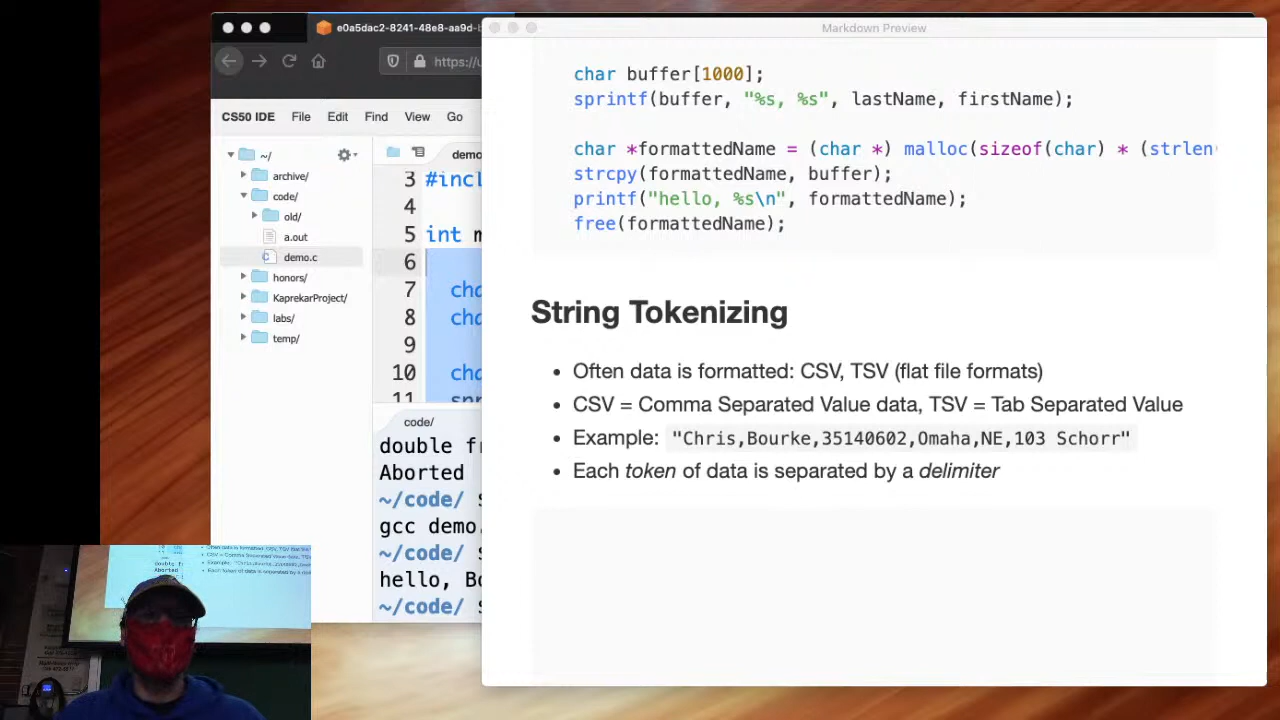 e0a5dac2-8241-48e8-aa9d-b
https://u
CS50 IDE File Edit Find View Go
~/
archive/
code/
old/
a.out
demo.c
honors/
KaprekarProject/
labs/
temp/
demo
3 #incl
4
5 int m
6
7 cha
8 cha
9
10 cha
11 spr
code/
double fr
Aborted
~/code/ $
gcc demo.
~/code/ $
hello, Bo
~/code/ $
Markdown Preview
char buffer[1000];
sprintf(buffer, "%s, %s", lastName, firstName);
char *formattedName = (char *) malloc(sizeof(char) * (strlen(
strcpy(formattedName, buffer);
printf("hello, %s\n", formattedName);
free(formattedName);
String Tokenizing
• Often data is formatted: CSV, TSV (flat file formats)
• CSV = Comma Separated Value data, TSV = Tab Separated Value
• Example: "Chris,Bourke,35140602,Omaha,NE,103 Schorr"
• Each token of data is separated by a delimiter